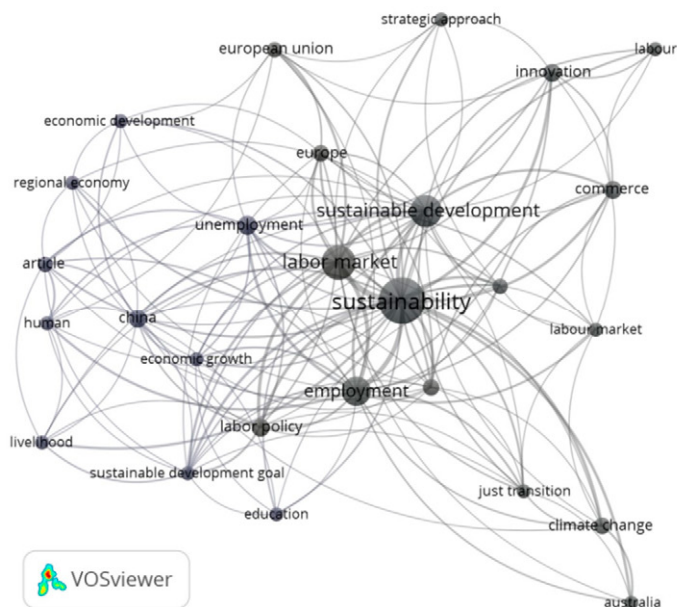 strategic approach
european union
labour
innovation
economic development
europe
regional economy
commerce
sustainable development
unemployment
labor market
article
sustainability
human
china
labour market
economic growth
employment
labor policy
livelihood
sustainable development goal
just transition
education
climate change
VOSviewer
australia